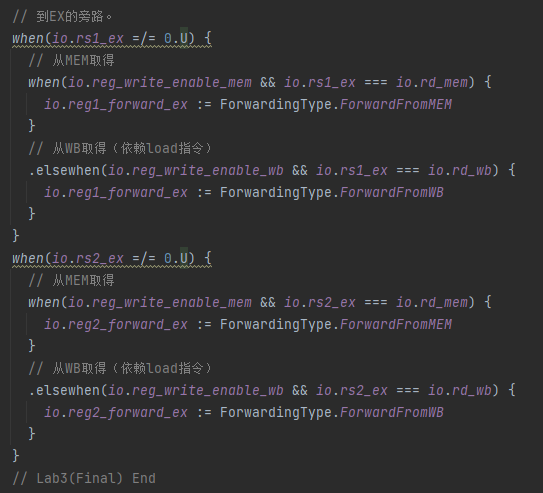 // 到EX的旁路。
when(io.rs1_ex =/= 0.U) {
// 从MEM取得
when(io.reg_write_enable_mem && io.rs1_ex === io.rd_mem) {
io.reg1_forward_ex := ForwardingType.ForwardFromMEM
}
// 从WB取得（依赖load指令）
.elsewhen(io.reg_write_enable_wb && io.rs1_ex === io.rd_wb) {
io.reg1_forward_ex := ForwardingType.ForwardFromWB
}
}
when(io.rs2_ex =/= 0.U) {
// 从MEM取得
when(io.reg_write_enable_mem && io.rs2_ex === io.rd_mem) {
io.reg2_forward_ex := ForwardingType.ForwardFromMEM
}
// 从WB取得（依赖load指令）
.elsewhen(io.reg_write_enable_wb && io.rs2_ex === io.rd_wb) {
io.reg2_forward_ex := ForwardingType.ForwardFromWB
}
}
// Lab3(Final) End